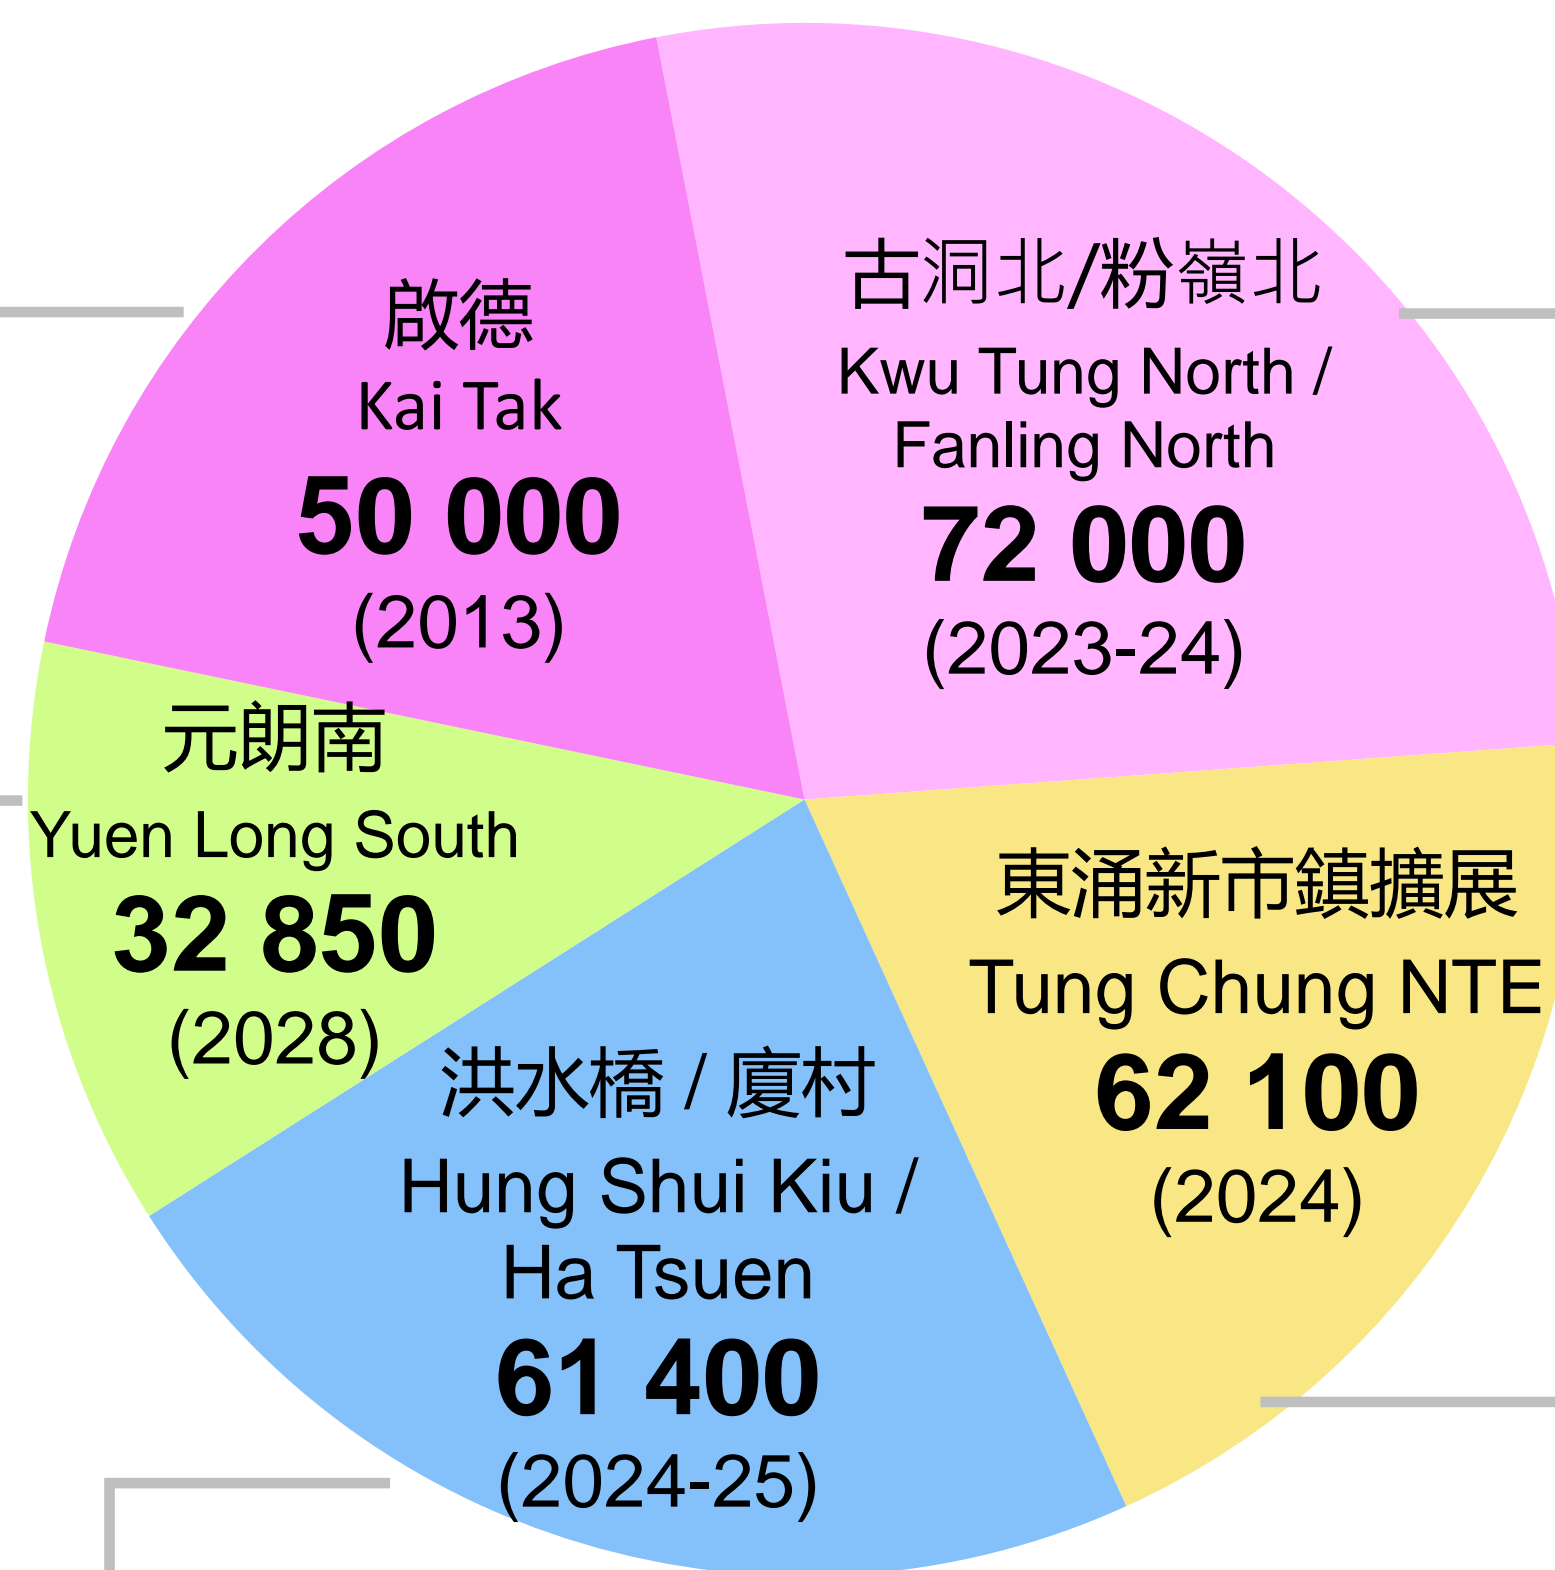 啟德
Kai Tak
50 000
(2013)
古洞北/粉嶺北
Kwu Tung North /
Fanling North
72 000
(2023-24)
元朗南
Yuen Long South
32 850
(2028)
東涌新市鎮擴展
Tung Chung NTE
62 100
(2024)
洪水橋 / 廈村
Hung Shui Kiu /
Ha Tsuen
61 400
(2024-25)